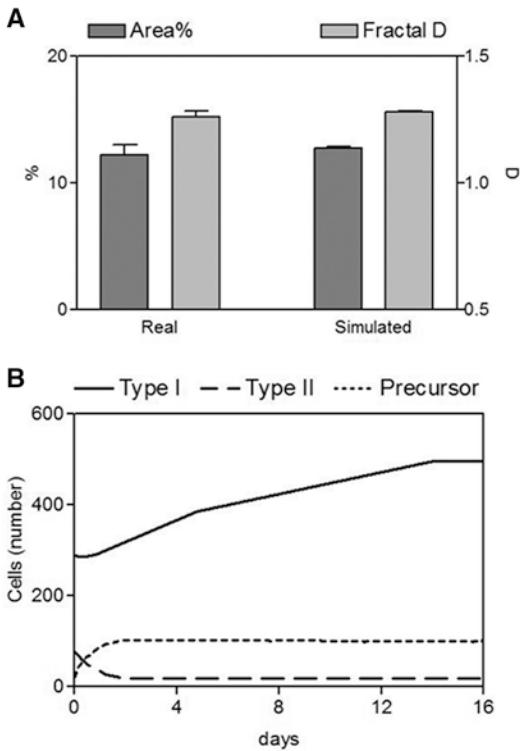 A
Area% Fractal D
20 1.5
% 10 1.0 D
0 0.5
Real Simulated
B
Type I Type II Precursor
600
400
Cells (number)
200
0
0 4 8 12 16
days